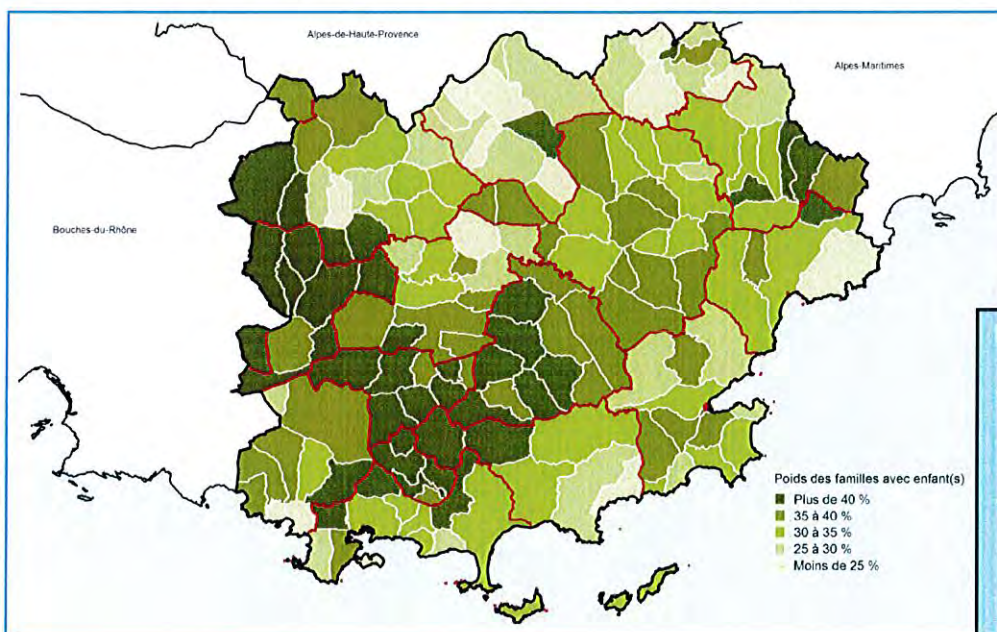 Alpes-de-Haute-Provence
Alpes-Maritimes
Bouches-du-Rhône
Poids des familles avec enfant(s)
Plus de 40 %
35 à 40 %
30 à 35 %
25 à 30 %
Moins de 25 %